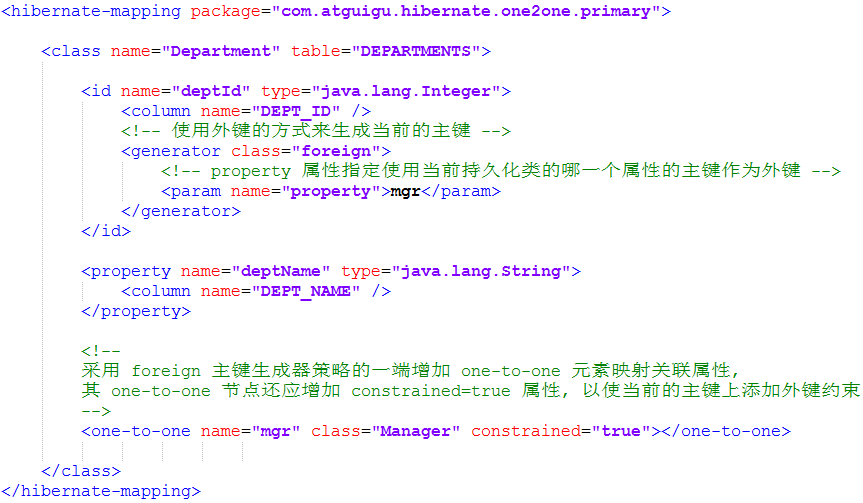 <hibernate-mapping package="com.atguigu.hibernate.one2one.primary">
<class name="Department" table="DEPARTMENTS">
<id name="deptId" type="java.lang.Integer">
<column name="DEPT_ID" />
<!-- 使用外键的方式来生成当前的主键 -->
<generator class="foreign">
<!-- property 属性指定使用当前持久化类的哪一个属性的主键作为外键 -->
<param name="property">mgr</param>
</generator>
</id>
<property name="deptName" type="java.lang.String">
<column name="DEPT_NAME" />
</property>
<!--
采用 foreign 主键生成器策略的一端增加 one-to-one 元素映射关联属性,
其 one-to-one 节点还应增加 constrained=true 属性, 以使当前的主键上添加外键约束
-->
<one-to-one name="mgr" class="Manager" constrained="true"></one-to-one>
</class>
</hibernate-mapping>